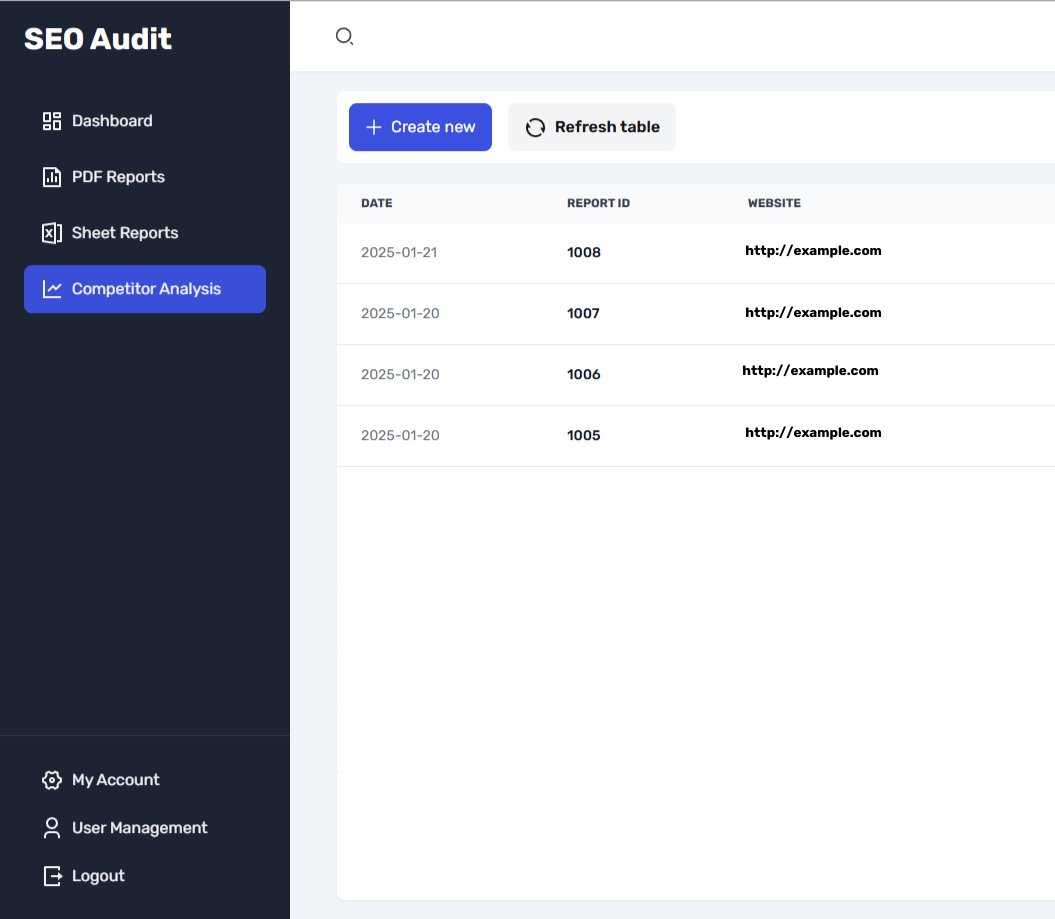 SEO Audit
Dashboard
PDF Reports
Sheet Reports
Competitor Analysis
My Account
User Management
Logout
Create new
Refresh table
DATE REPORT ID WEBSITE
2025-01-21 1008 http://example.com
2025-01-20 1007 http://example.com
2025-01-20 1006 http://example.com
2025-01-20 1005 http://example.com